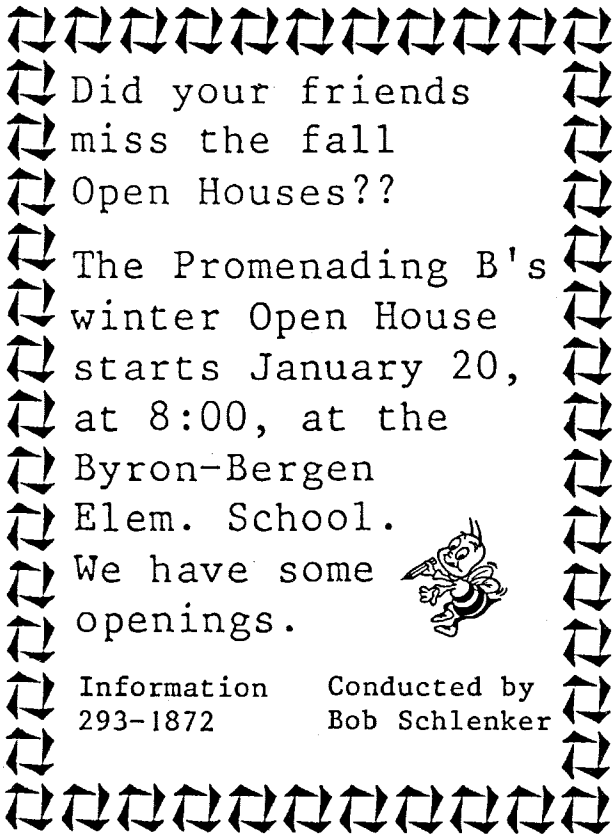 Did your friends
miss the fall
Open Houses??
The Promenading B's
winter Open House
starts January 20,
at 8:00, at the
Byron-Bergen
Elem. School.
We have some
openings.
Information
293-1872
Conducted by
Bob Schlenker